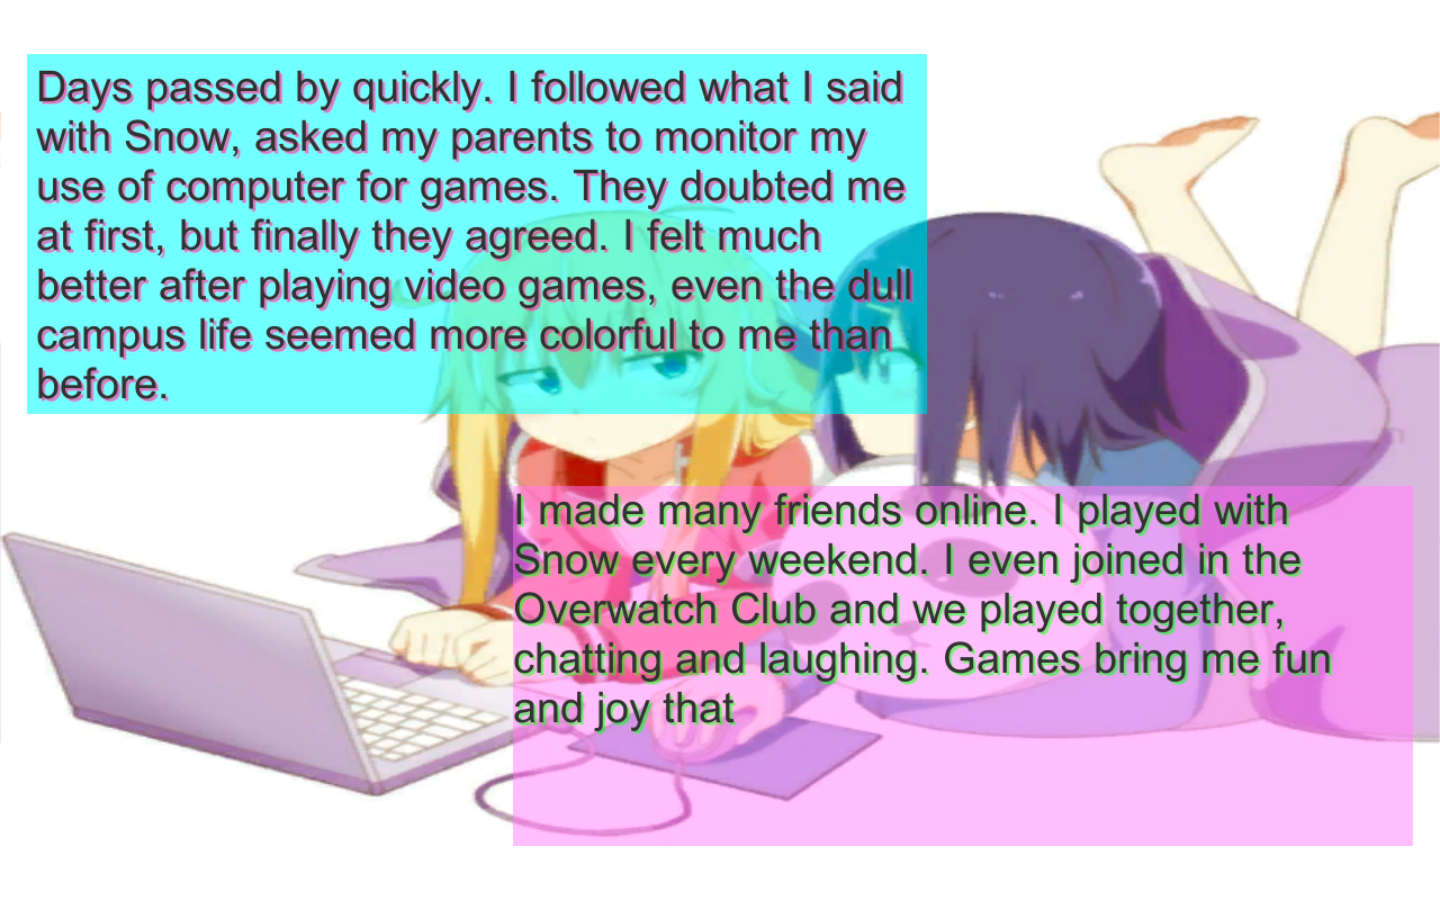 Days passed by quickly. I followed what I said
with Snow, asked my parents to monitor my
use of computer for games. They doubted me
at first, but finally they agreed. I felt much
better after playing video games, even the dull
campus life seemed more colorful to me than
before.
I made many friends online. I played with
Snow every weekend. I even joined in the
Overwatch Club and we played together,
chatting and laughing. Games bring me fun
and joy that